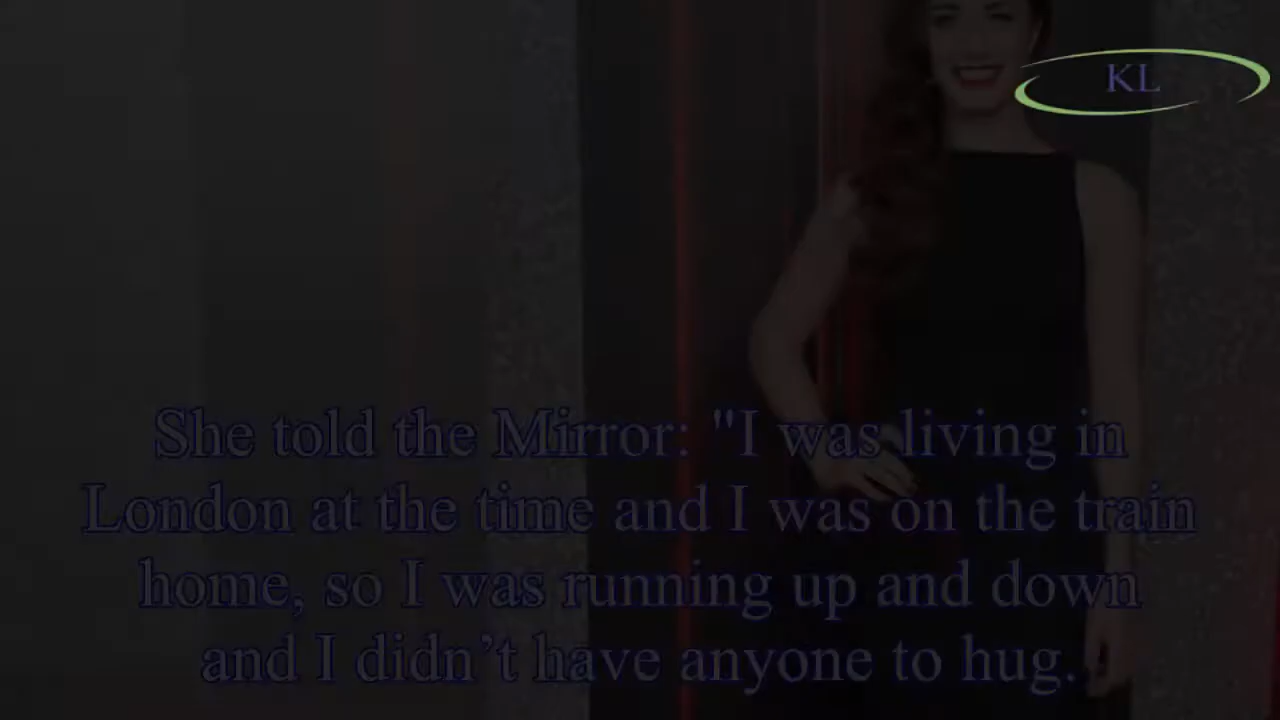 KL
She told the Mirror: "I was living in
London at the time and I was on the train
home, so I was running up and down
and I didn’t have anyone to hug.